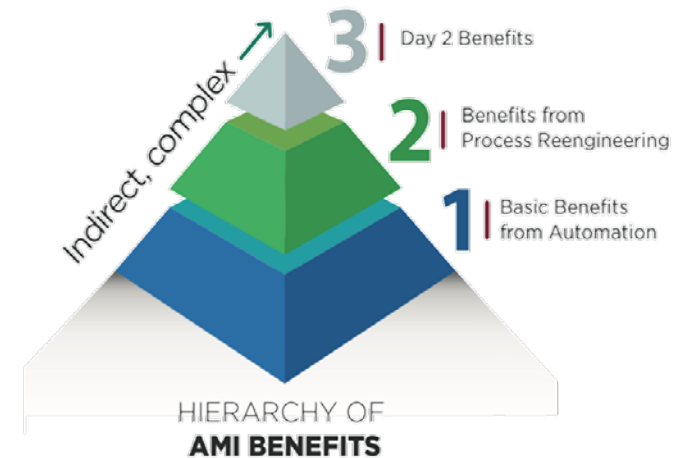 3
Day 2 Benefits
Indirect, complex
2
Benefits from
Process Reengineering
1
Basic Benefits
from Automation
HIERARCHY OF
AMI BENEFITS